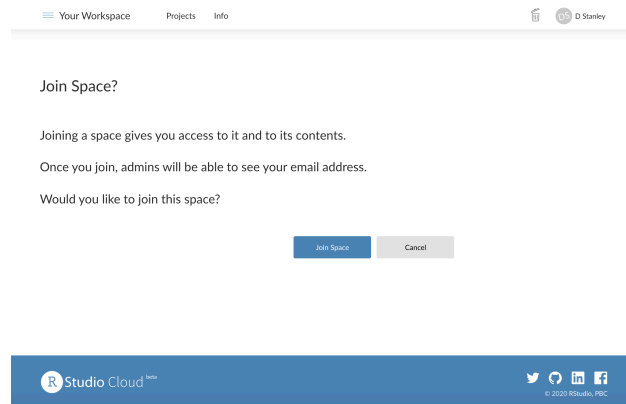 Your Workspace Projects Info DS D Stanley
Join Space?
Joining a space gives you access to it and to its contents.
Once you join, admins will be able to see your email address.
Would you like to join this space?
Join Space Cancel
R Studio Cloud beta
© 2020 RStudio, PBC